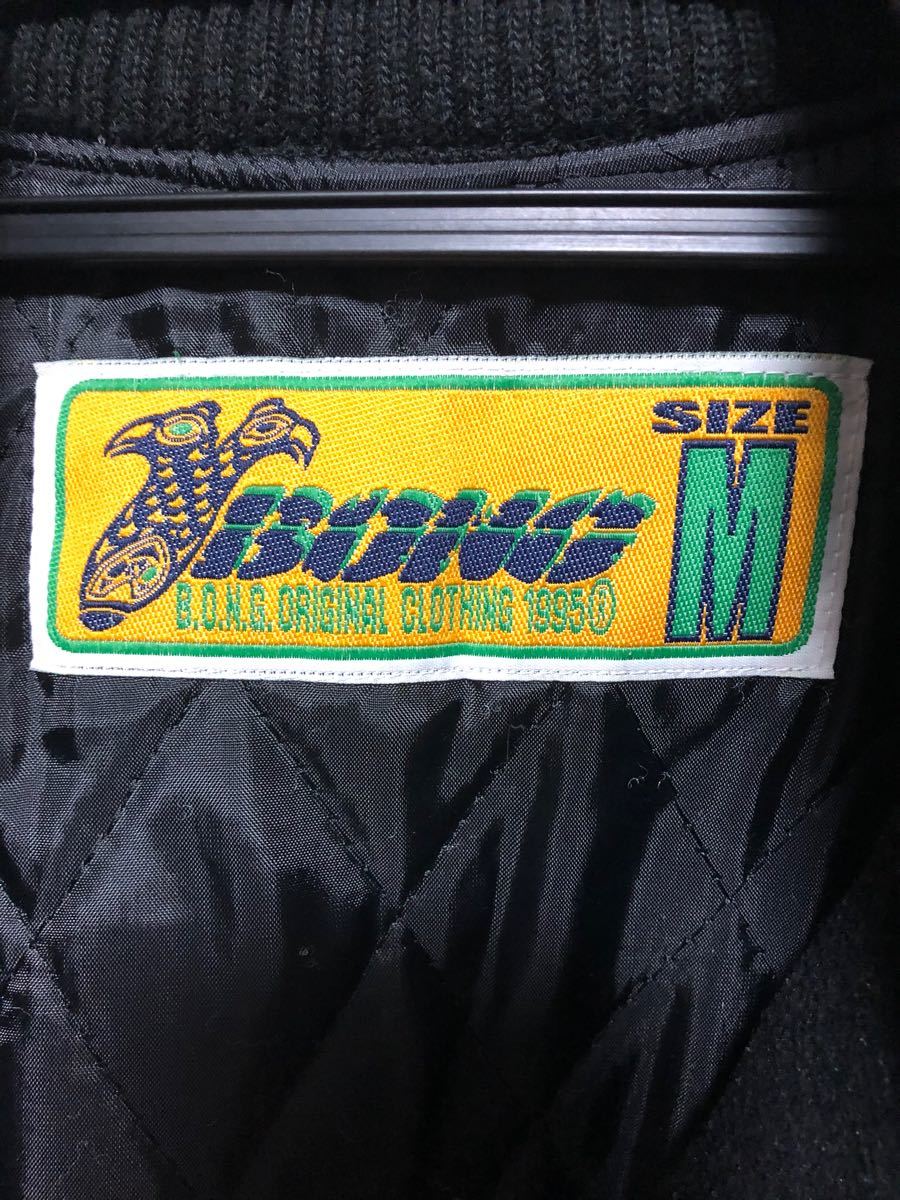 SIZE
M
BONG
B.O.N.G. ORIGINAL CLOTHING 1995®